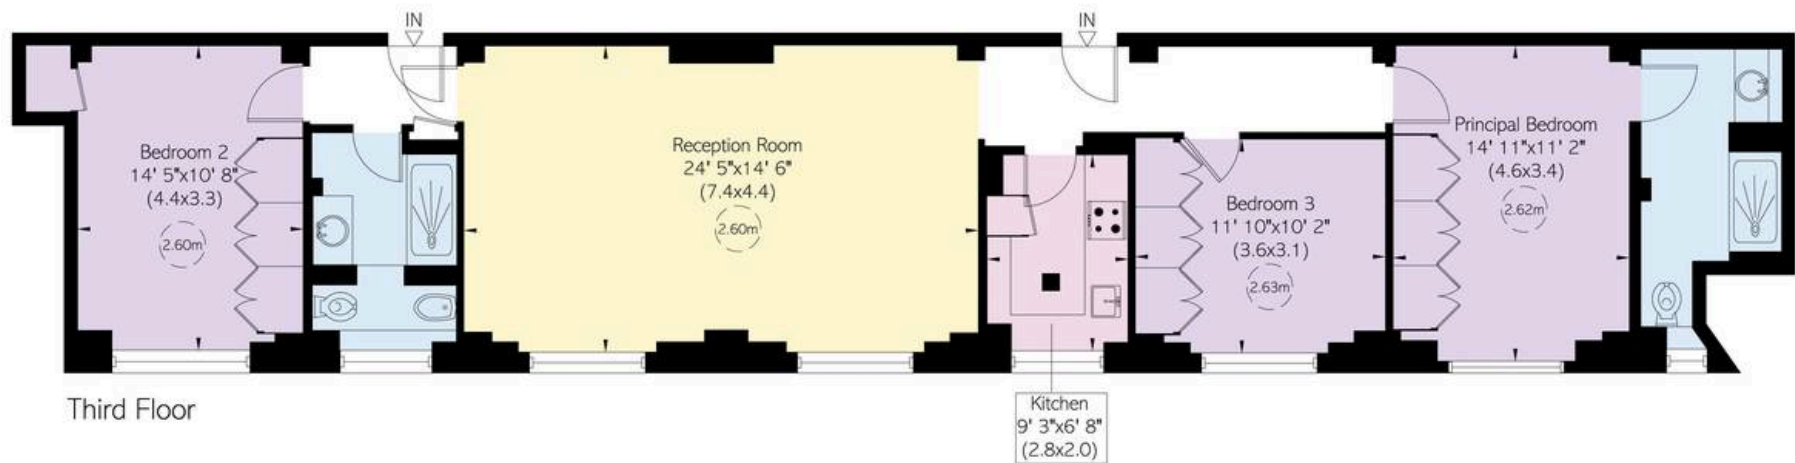 IN
IN
Bedroom 2
14' 5"x10' 8"
(4.4x3.3)
2.60m
Reception Room
24' 5"x14' 6"
(7.4x4.4)
2.60m
Bedroom 3
11' 10"x10' 2"
(3.6x3.1)
2.63m
Principal Bedroom
14' 11"x11' 2"
(4.6x3.4)
2.62m
Third Floor
Kitchen
9' 3"x6' 8"
(2.8x2.0)